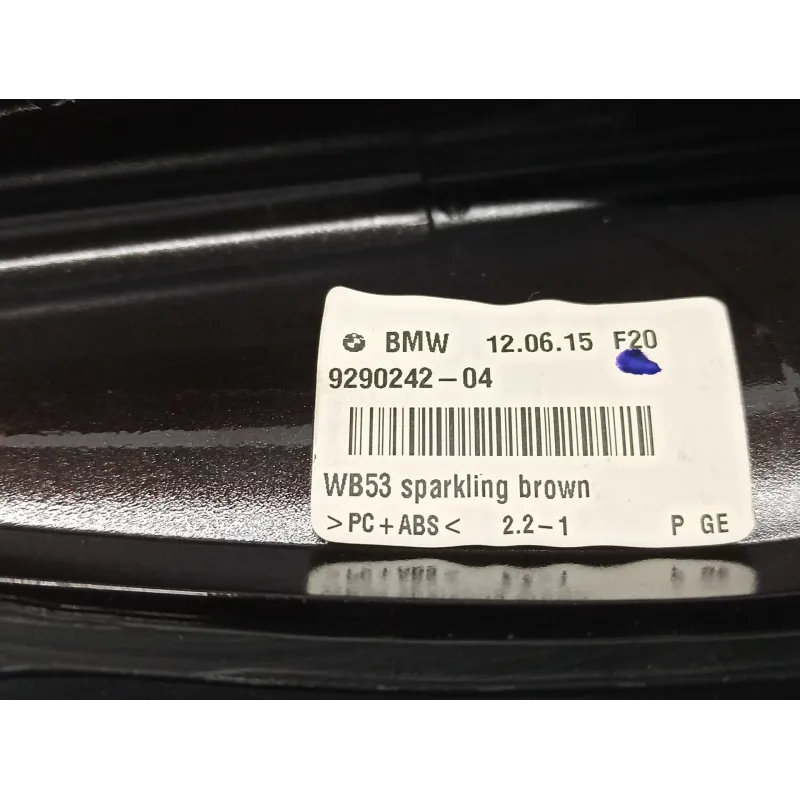 BMW 12.06.15 F20
9290242-04
WB53 sparkling brown
>PC+ABS< 2.2-1 P GE